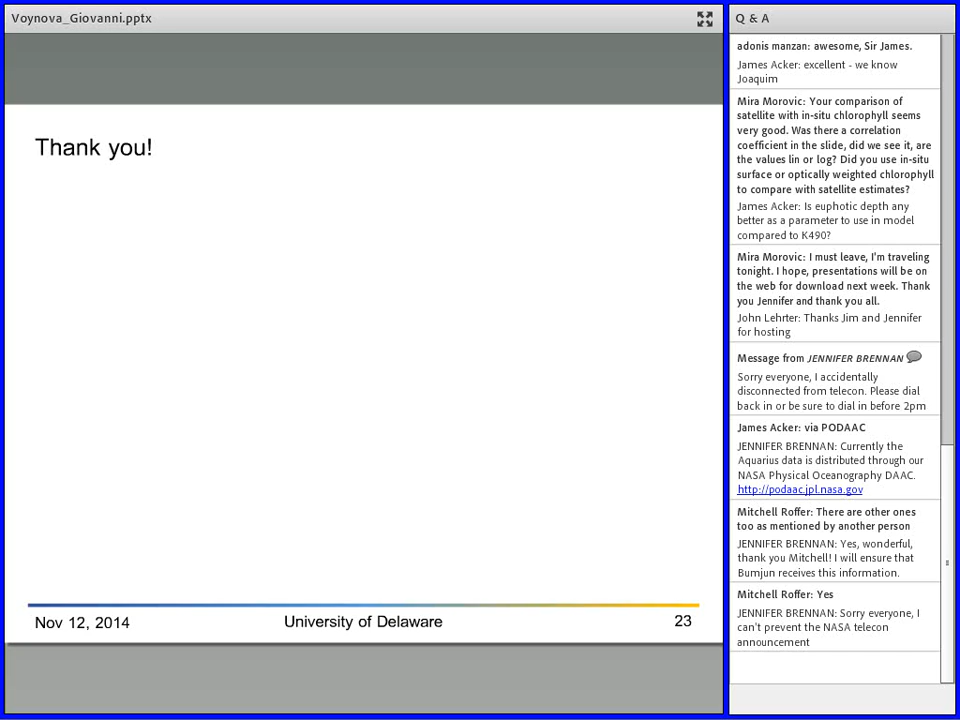 Voynova_Giovanni.pptx
Thank you!
Nov 12, 2014
University of Delaware
23
Q & A
adonis manzan: awesome, Sir James.
James Acker: excellent - we know
Joaquim
Mira Morovic: Your comparison of
satellite with in-situ chlorophyll seems
very good. Was there a correlation
coefficient in the slide, did we see it, are
the values lin or log? Did you use in-situ
surface or optically weighted chlorophyll
to compare with satellite estimates?
James Acker: Is euphotic depth any
better as a parameter to use in model
compared to K490?
Mira Morovic: I must leave, I'm traveling
tonight. I hope, presentations will be on
the web for download next week. Thank
you Jennifer and thank you all.
John Lehrter: Thanks Jim and Jennifer
for hosting
Message from JENNIFER BRENNAN
Sorry everyone, I accidentally
disconnected from telecon. Please dial
back in or be sure to dial in before 2pm
James Acker: via PODAAC
JENNIFER BRENNAN: Currently the
Aquarius data is distributed through our
NASA Physical Oceanography DAAC.
http://podaac.jpl.nasa.gov
Mitchell Roffer: There are other ones
too as mentioned by another person
JENNIFER BRENNAN: Yes, wonderful,
thank you Mitchell! I will ensure that
Bumjun receives this information.
Mitchell Roffer: Yes
JENNIFER BRENNAN: Sorry everyone, I
can't prevent the NASA telecon
announcement